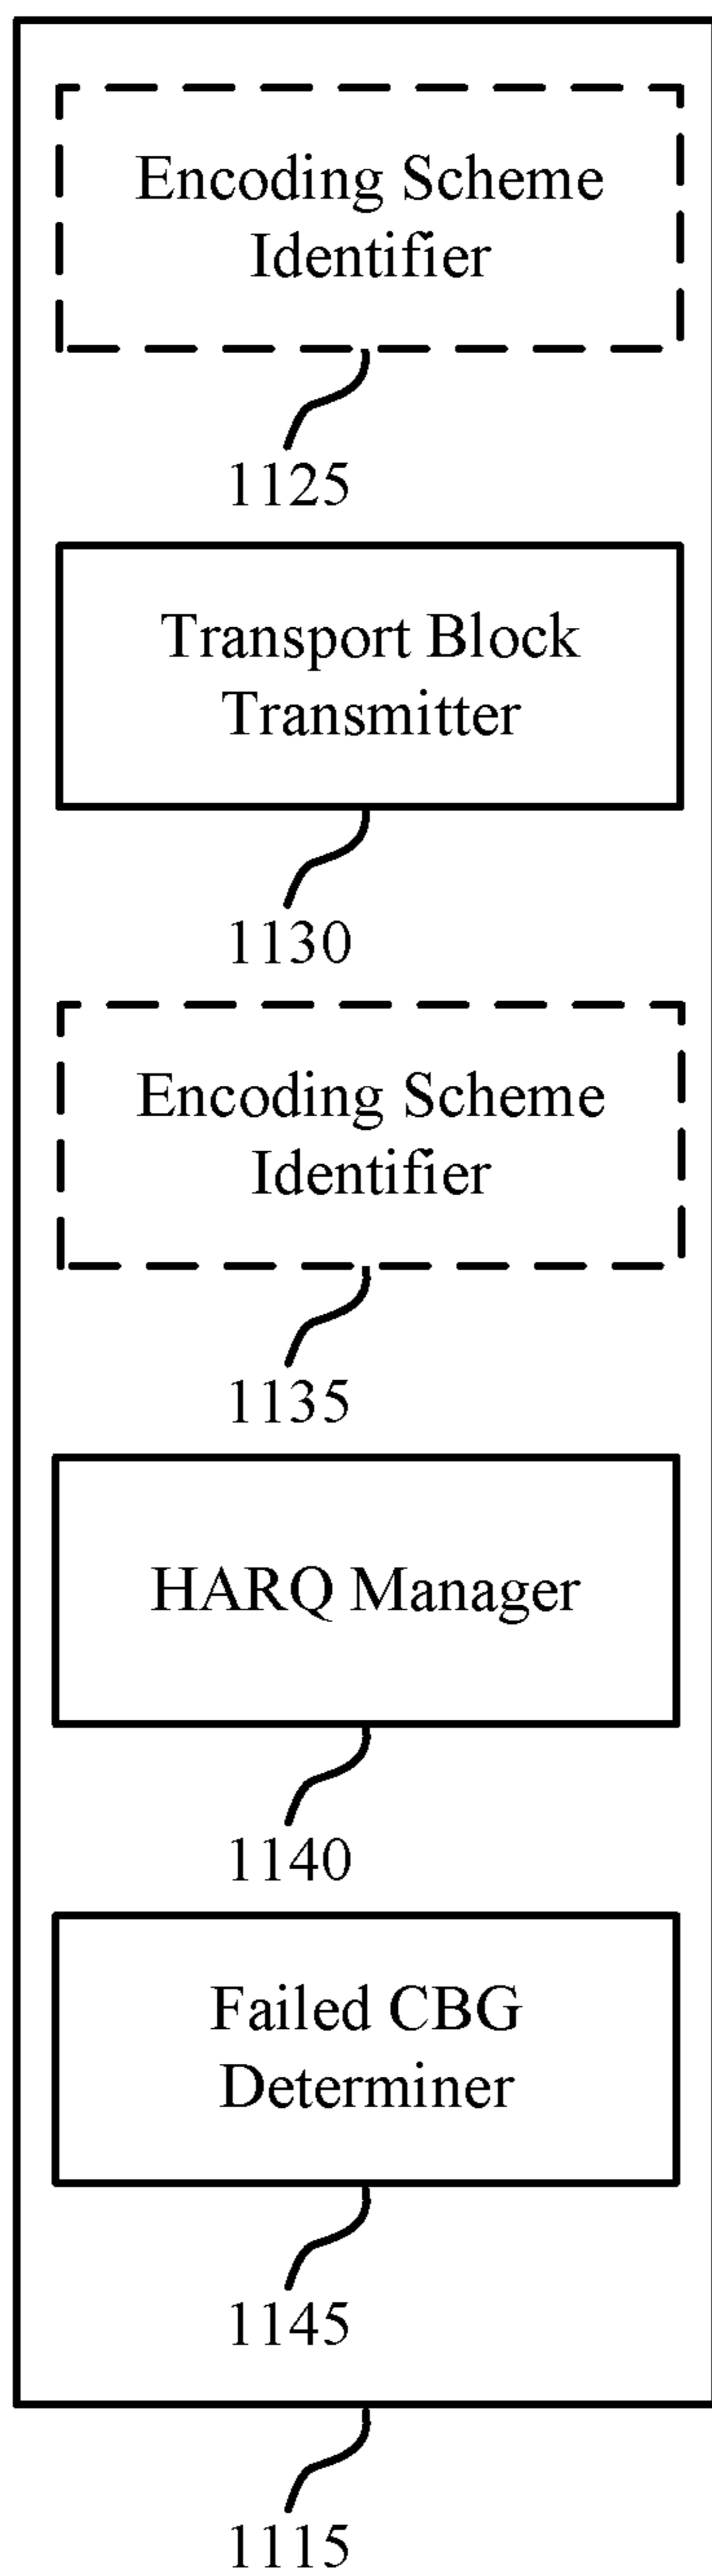 Encoding Scheme
Identifier
1125
Transport Block
Transmitter
1130
Encoding Scheme
Identifier
1135
HARQ Manager
1140
Failed CBG
Determiner
1145
1115